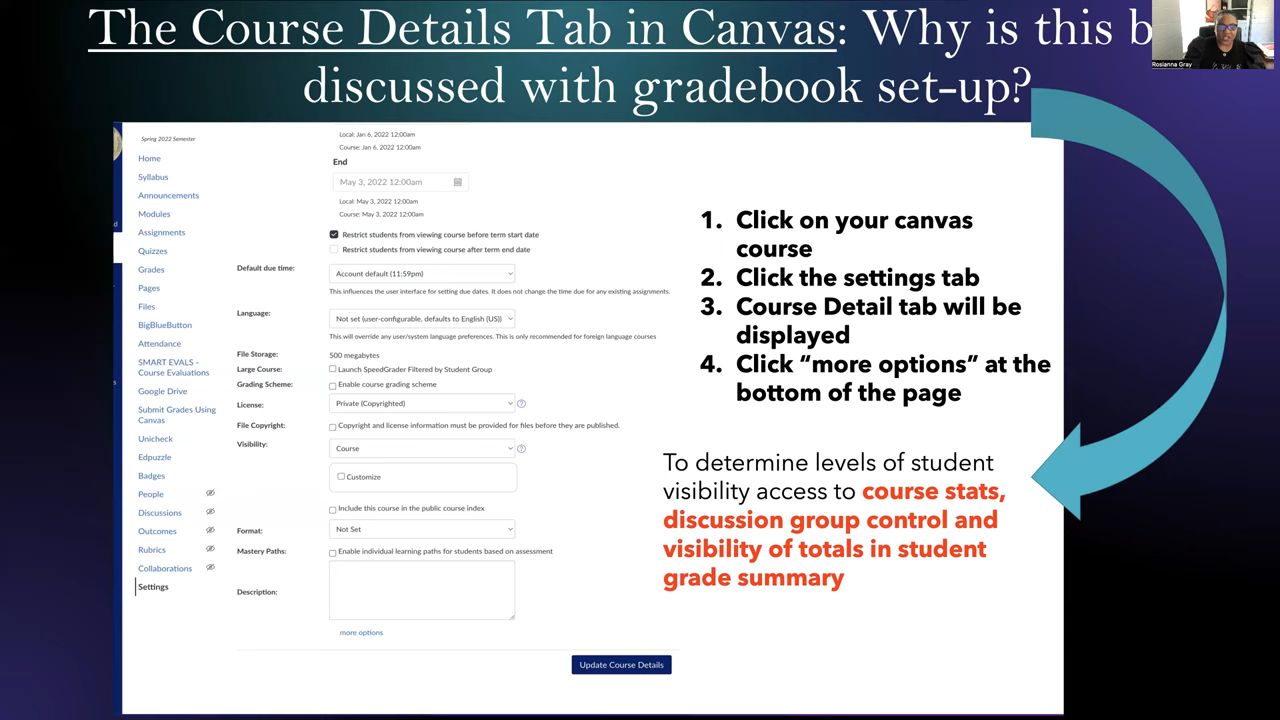 The Course Details Tab in Canvas: Why is this b
discussed with gradebook set-up?
Rosianna Gray
Spring 2022 Semester
Home
Syllabus
Announcements
Modules
Assignments
Quizzes
Grades
Pages
Files
BigBlueButton
Attendance
SMART EVALS -
Course Evaluations
Google Drive
Submit Grades Using
Canvas
Unicheck
Edpuzzle
Badges
People
Discussions
Outcomes
Rubrics
Collaborations
Settings
Local: Jan 6, 2022 12:00am
Course: Jan 6, 2022 12:00am
End
May 3, 2022 12:00am
Local: May 3, 2022 12:00am
Course: May 3, 2022 12:00am
Restrict students from viewing course before term start date
Restrict students from viewing course after term end date
Default due time:
Account default (11:59pm)
This influences the user interface for setting due dates. It does not change the time due for any existing assignments.
Language:
Not set (user-configurable, defaults to English (US))
This will override any user/system language preferences. This is only recommended for foreign language courses
File Storage:
500 megabytes
Large Course:
Launch SpeedGrader Filtered by Student Group
Grading Scheme:
Enable course grading scheme
License:
Private (Copyrighted)
File Copyright:
Copyright and license information must be provided for files before they are published.
Visibility:
Course
Customize
Include this course in the public course index
Format:
Not Set
Mastery Paths:
Enable individual learning paths for students based on assessment
Description:
more options
Update Course Details
1. Click on your canvas
course
2. Click the settings tab
3. Course Detail tab will be
displayed
4. Click “more options” at the
bottom of the page
To determine levels of student
visibility access to course stats,
discussion group control and
visibility of totals in student
grade summary